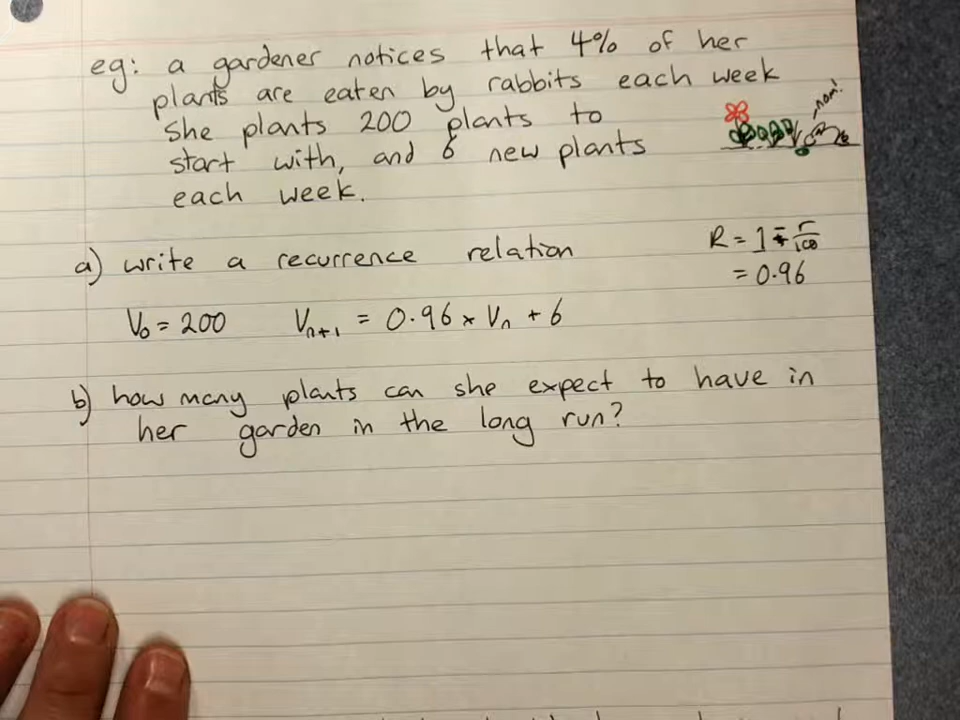 eg: a gardener notices that 4% of her
plants are eaten by rabbits each week
She plants 200 plants to
start with, and 6 new plants
each week.
nom!
a) write a recurrence relation
R = 1 - r/100
= 0.96
V₀ = 200 Vₙ₊₁ = 0.96 × Vₙ + 6
b) how many plants can she expect to have in
her garden in the long run?